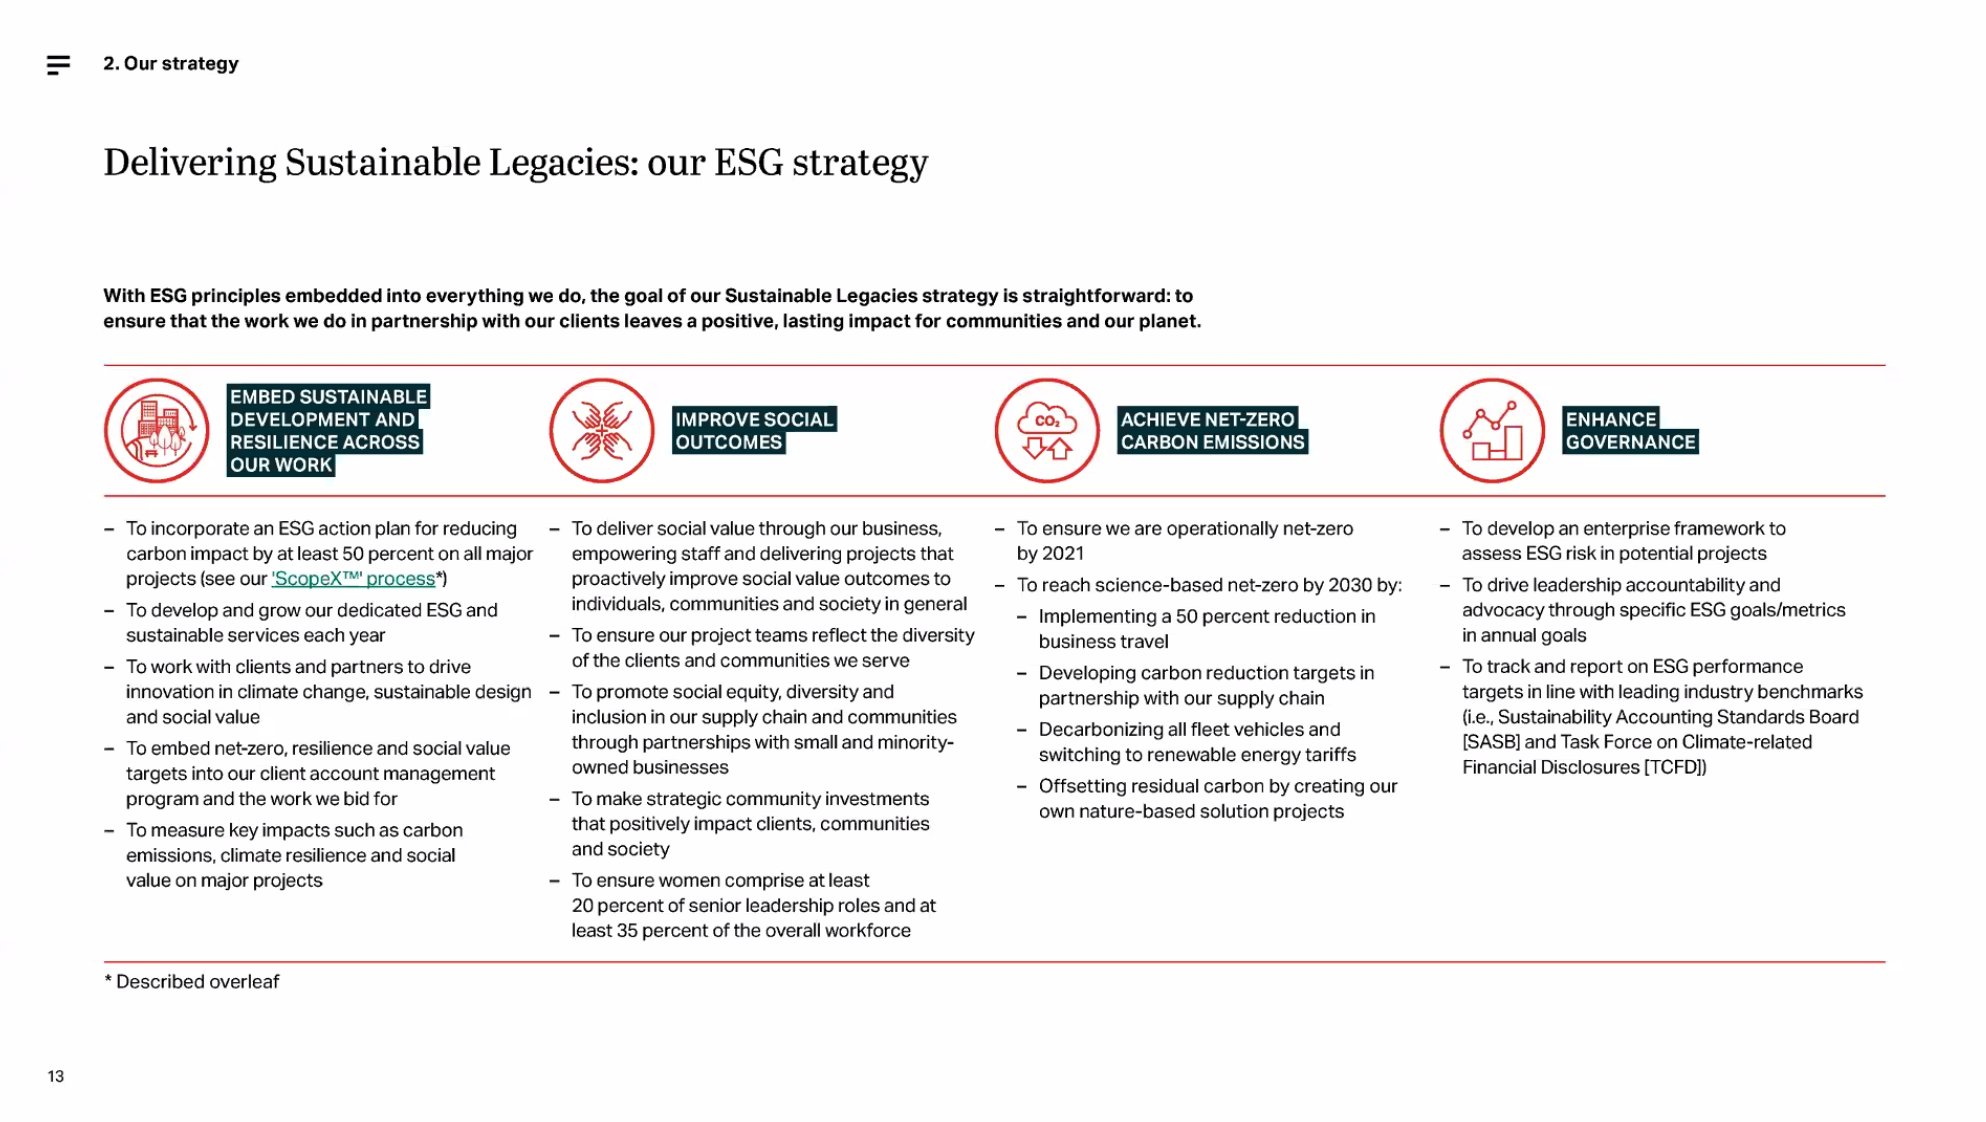 2. Our strategy
Delivering Sustainable Legacies: our ESG strategy
With ESG principles embedded into everything we do, the goal of our Sustainable Legacies strategy is straightforward: to
ensure that the work we do in partnership with our clients leaves a positive, lasting impact for communities and our planet.
EMBED SUSTAINABLE
DEVELOPMENT AND
RESILIENCE ACROSS
OUR WORK
– To incorporate an ESG action plan for reducing
carbon impact by at least 50 percent on all major
projects (see our 'ScopeX™' process*)
– To develop and grow our dedicated ESG and
sustainable services each year
– To work with clients and partners to drive
innovation in climate change, sustainable design
and social value
– To embed net-zero, resilience and social value
targets into our client account management
program and the work we bid for
– To measure key impacts such as carbon
emissions, climate resilience and social
value on major projects
IMPROVE SOCIAL
OUTCOMES
– To deliver social value through our business,
empowering staff and delivering projects that
proactively improve social value outcomes to
individuals, communities and society in general
– To ensure our project teams reflect the diversity
of the clients and communities we serve
– To promote social equity, diversity and
inclusion in our supply chain and communities
through partnerships with small and minority-
owned businesses
– To make strategic community investments
that positively impact clients, communities
and society
– To ensure women comprise at least
20 percent of senior leadership roles and at
least 35 percent of the overall workforce
CO₂
ACHIEVE NET-ZERO
CARBON EMISSIONS
– To ensure we are operationally net-zero
by 2021
– To reach science-based net-zero by 2030 by:
– Implementing a 50 percent reduction in
business travel
– Developing carbon reduction targets in
partnership with our supply chain
– Decarbonizing all fleet vehicles and
switching to renewable energy tariffs
– Offsetting residual carbon by creating our
own nature-based solution projects
ENHANCE
GOVERNANCE
– To develop an enterprise framework to
assess ESG risk in potential projects
– To drive leadership accountability and
advocacy through specific ESG goals/metrics
in annual goals
– To track and report on ESG performance
targets in line with leading industry benchmarks
(i.e., Sustainability Accounting Standards Board
[SASB] and Task Force on Climate-related
Financial Disclosures [TCFD])
* Described overleaf
13